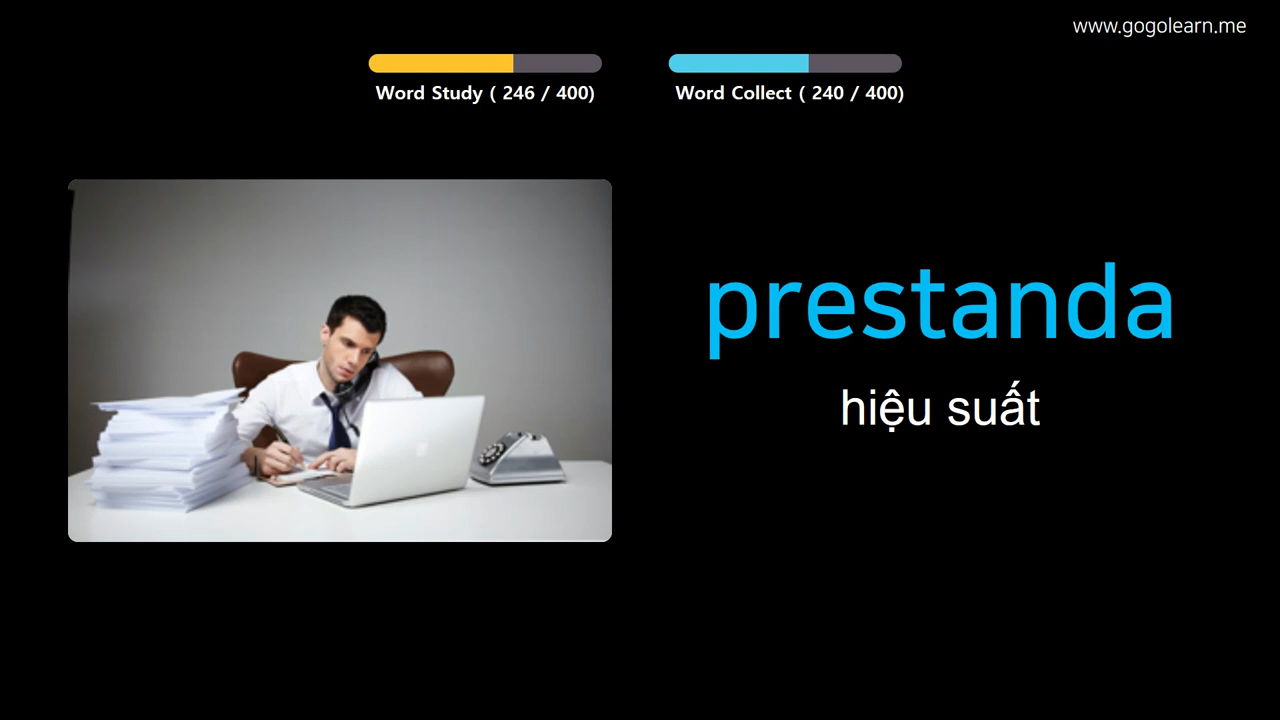 www.gogolearn.me
Word Study ( 246 / 400)
Word Collect ( 240 / 400)
prestanda
hiệu suất